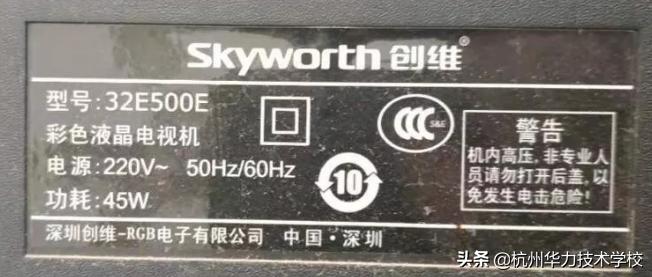 Skyworth 创维®
型号:32E500E
彩色液晶电视机
电源:220V~ 50Hz/60Hz
功耗:45W
CCC S&E
10
警告
机内高压,非专业人
员请勿打开后盖,以
免发生电击危险!
深圳创维-RGB电子有限公司 中国·深圳
头条 @杭州华力技术学校